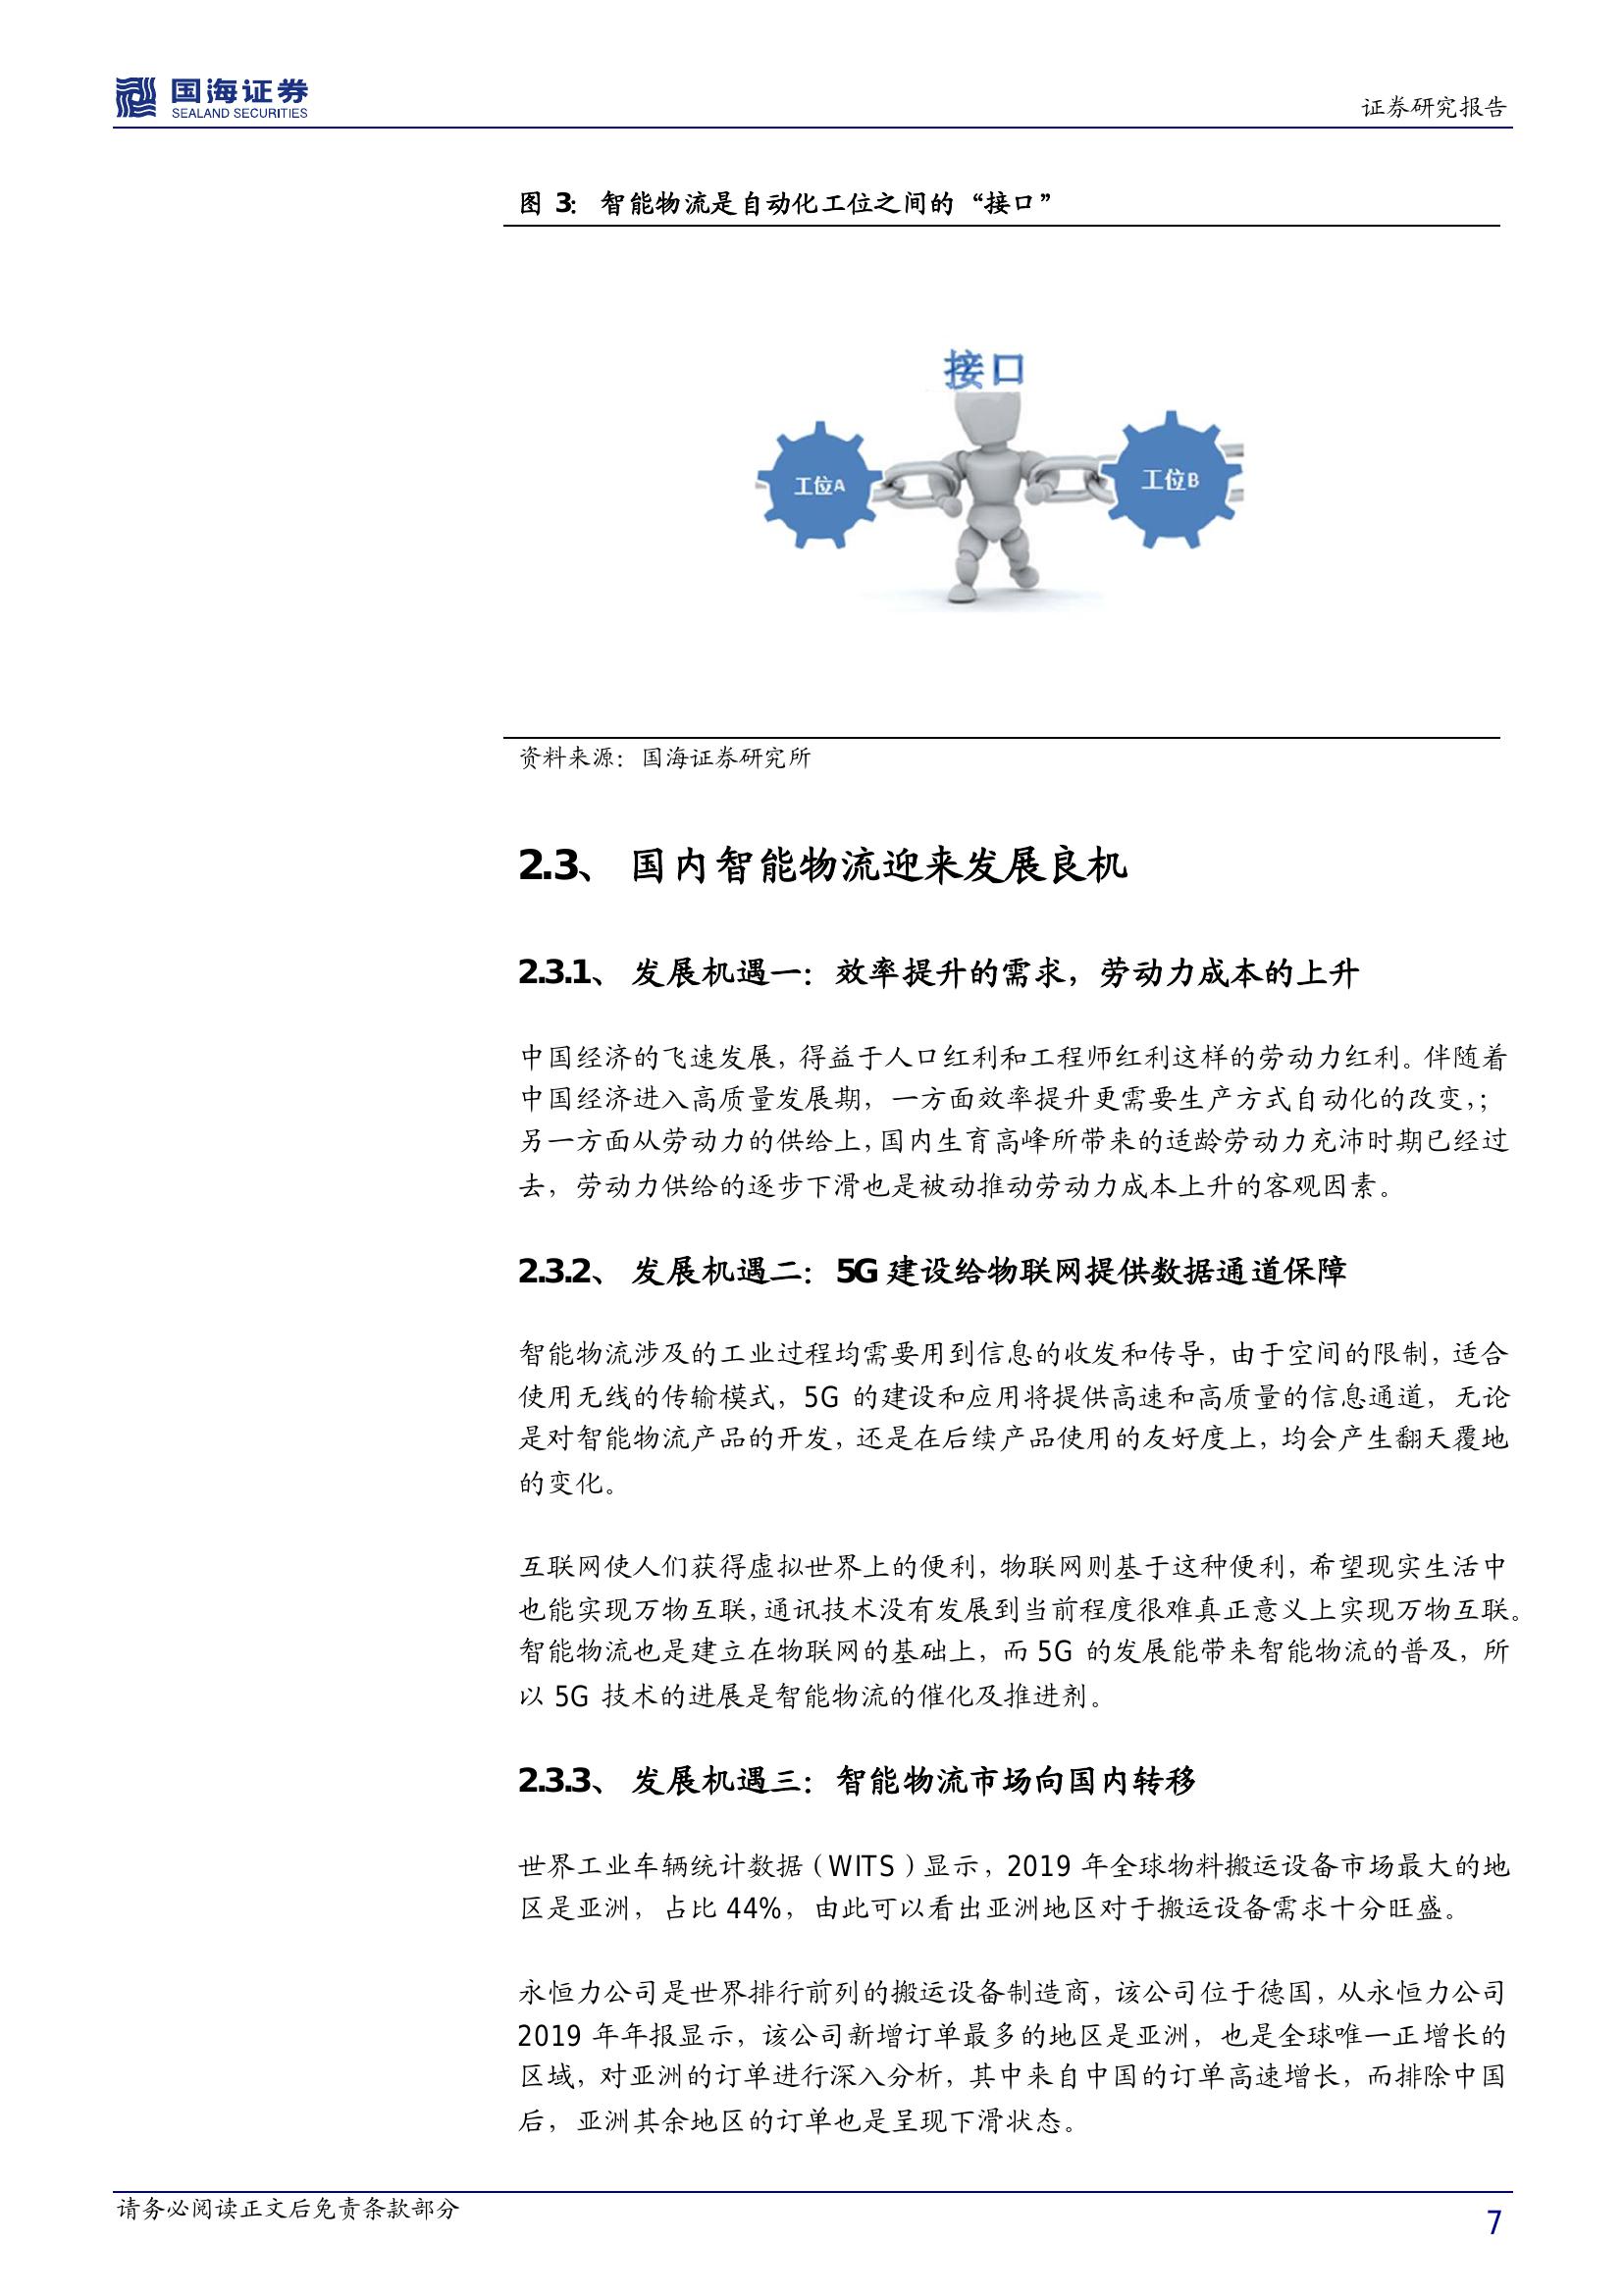 国海证券
SEALAND SECURITIES
证券研究报告
图 3： 智能物流是自动化工位之间的“接口”
接口
工位A
工位B
资料来源：国海证券研究所
2.3、 国内智能物流迎来发展良机
2.3.1、 发展机遇一：效率提升的需求，劳动力成本的上升
中国经济的飞速发展，得益于人口红利和工程师红利这样的劳动力红利。伴随着
中国经济进入高质量发展期，一方面效率提升更需要生产方式自动化的改变，；
另一方面从劳动力的供给上，国内生育高峰所带来的适龄劳动力充沛时期已经过
去，劳动力供给的逐步下滑也是被动推动劳动力成本上升的客观因素。
2.3.2、 发展机遇二：5G 建设给物联网提供数据通道保障
智能物流涉及的工业过程均需要用到信息的收发和传导，由于空间的限制，适合
使用无线的传输模式，5G 的建设和应用将提供高速和高质量的信息通道，无论
是对智能物流产品的开发，还是在后续产品使用的友好度上，均会产生翻天覆地
的变化。
互联网使人们获得虚拟世界上的便利，物联网则基于这种便利，希望现实生活中
也能实现万物互联，通讯技术没有发展到当前程度很难真正意义上实现万物互联。
智能物流也是建立在物联网的基础上，而 5G 的发展能带来智能物流的普及，所
以 5G 技术的进展是智能物流的催化及推进剂。
2.3.3、 发展机遇三：智能物流市场向国内转移
世界工业车辆统计数据（WITS）显示，2019 年全球物料搬运设备市场最大的地
区是亚洲，占比 44%，由此可以看出亚洲地区对于搬运设备需求十分旺盛。
永恒力公司是世界排行前列的搬运设备制造商，该公司位于德国，从永恒力公司
2019 年年报显示，该公司新增订单最多的地区是亚洲，也是全球唯一正增长的
区域，对亚洲的订单进行深入分析，其中来自中国的订单高速增长，而排除中国
后，亚洲其余地区的订单也是呈现下滑状态。
请务必阅读正文后免责条款部分
7